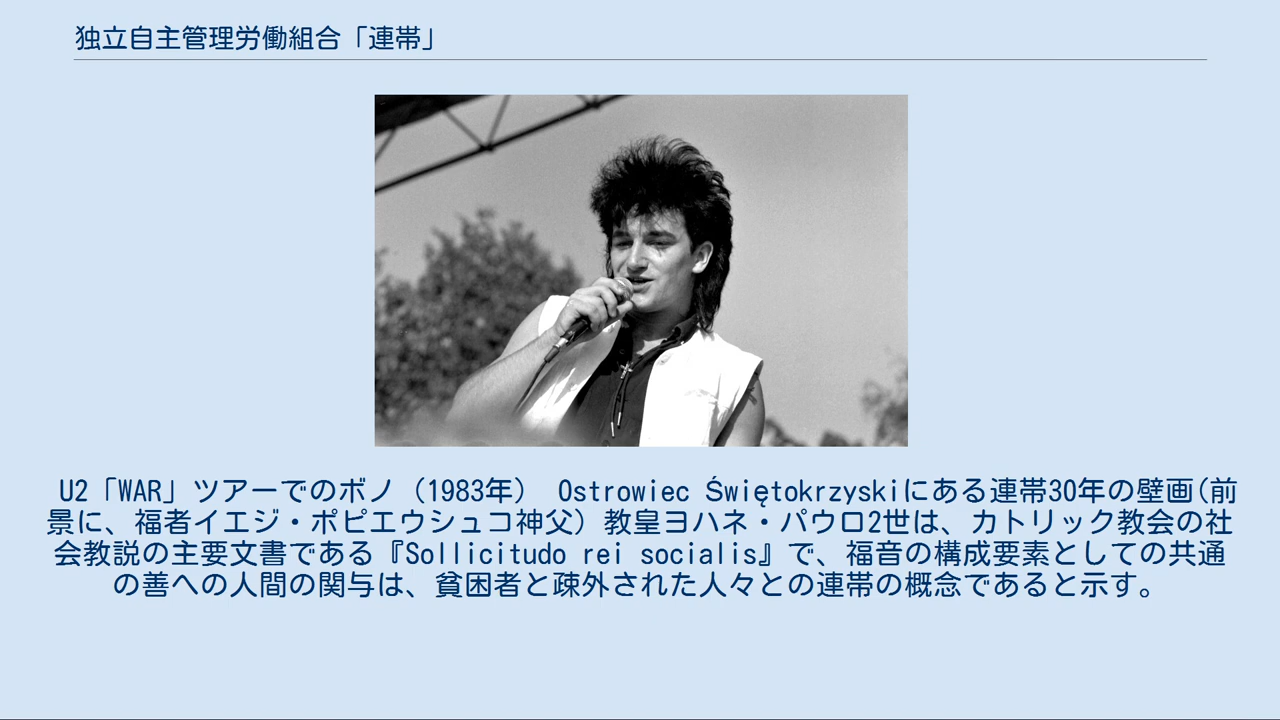 独立自主管理労働組合「連帯」
U2「WAR」ツアーでのボノ（1983年） Ostrowiec Świętokrzyskiにある連帯30年の壁画(前
景に、福者イエジ・ポピエウシュコ神父）教皇ヨハネ・パウロ2世は、カトリック教会の社
会教説の主要文書である『Sollicitudo rei socialis』で、福音の構成要素としての共通
の善への人間の関与は、貧困者と疎外された人々との連帯の概念であると示す。